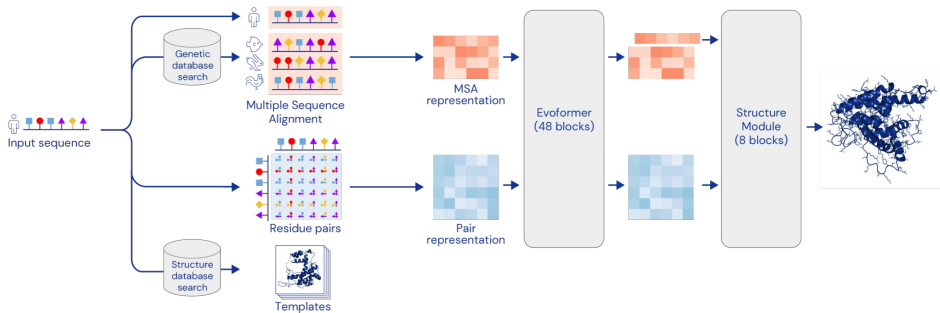 Input sequence
Genetic
database
search
Multiple Sequence
Alignment
Residue pairs
Structure
database
search
Templates
MSA
representation
Pair
representation
Evoformer
(48 blocks)
Structure
Module
(8 blocks)